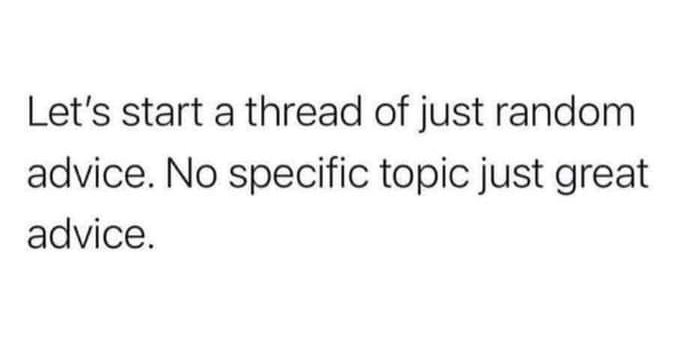 Let's start a thread of just random
advice. No specific topic just great
advice.